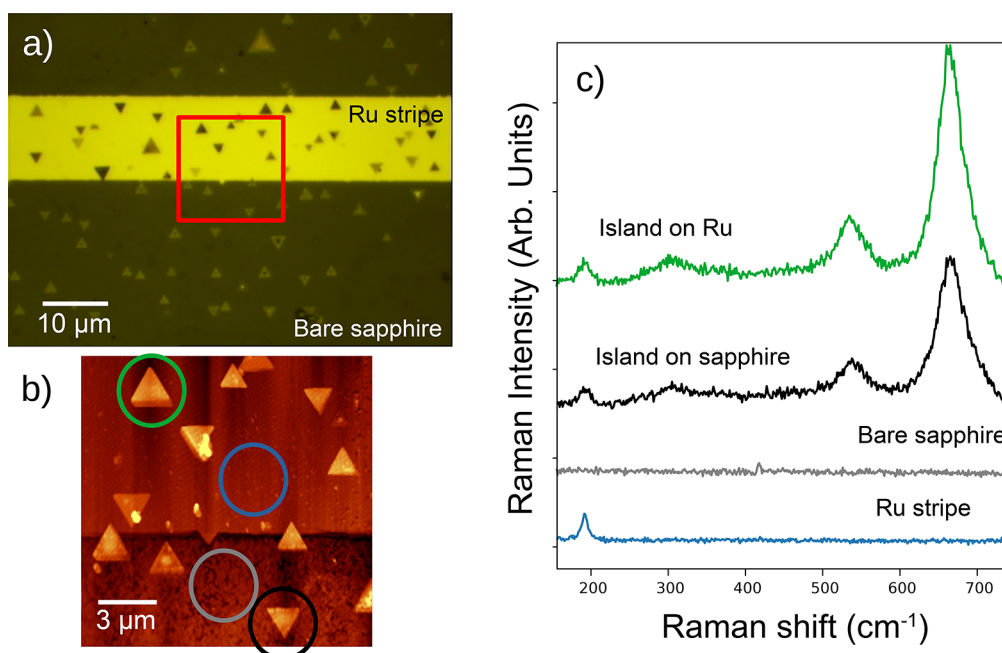 a)
Ru stripe
10 μm
Bare sapphire
b)
3 μm
c)
Raman Intensity (Arb. Units)
Island on Ru
Island on sapphire
Bare sapphire
Ru stripe
200 300 400 500 600 700
Raman shift (cm⁻¹)